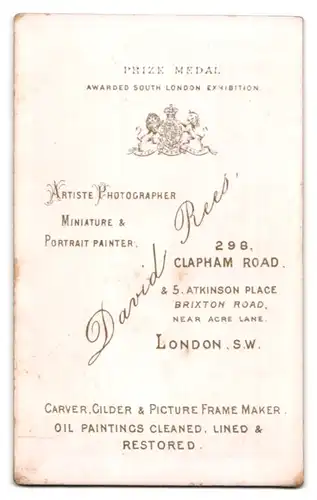 PRIZE MEDAL
AWARDED SOUTH LONDON EXHIBITION
ARTISTE PHOTOGRAPHER
MINIATURE &
PORTRAIT PAINTER.
David Rees
298,
CLAPHAM ROAD.
& 5. ATKINSON PLACE
BRIXTON ROAD,
NEAR ACRE LANE.
LONDON, S.W.
CARVER, GILDER & PICTURE FRAME MAKER.
OIL PAINTINGS CLEANED, LINED &
RESTORED.